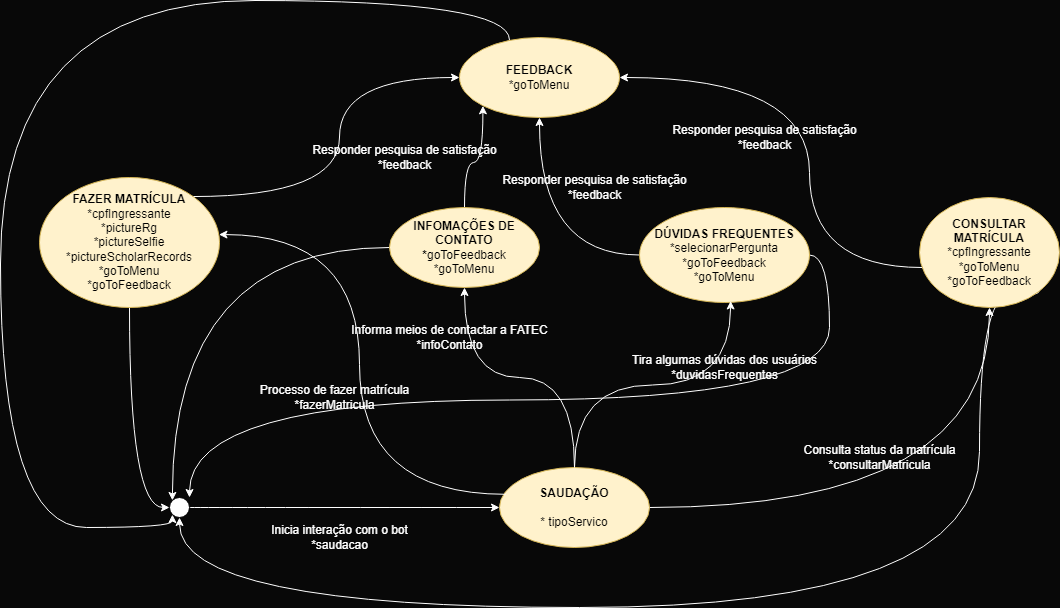 FEEDBACK
*goToMenu
Responder pesquisa de satisfação
*feedback
Responder pesquisa de satisfação
*feedback
Responder pesquisa de satisfação
*feedback
FAZER MATRÍCULA
*cpfIngressante
*pictureRg
*pictureSelfie
*pictureScholarRecords
*goToMenu
*goToFeedback
INFOMAÇÕES DE
CONTATO
*goToFeedback
*goToMenu
DÚVIDAS FREQUENTES
*selecionarPergunta
*goToFeedback
*goToMenu
CONSULTAR
MATRÍCULA
*cpfIngressante
*goToMenu
*goToFeedback
Informa meios de contactar a FATEC
*infoContato
Tira algumas dúvidas dos usuários
*duvidasFrequentes
Processo de fazer matrícula
*fazerMatricula
Consulta status da matrícula
*consultarMatricula
SAUDAÇÃO
* tipoServico
Inicia interação com o bot
*saudacao